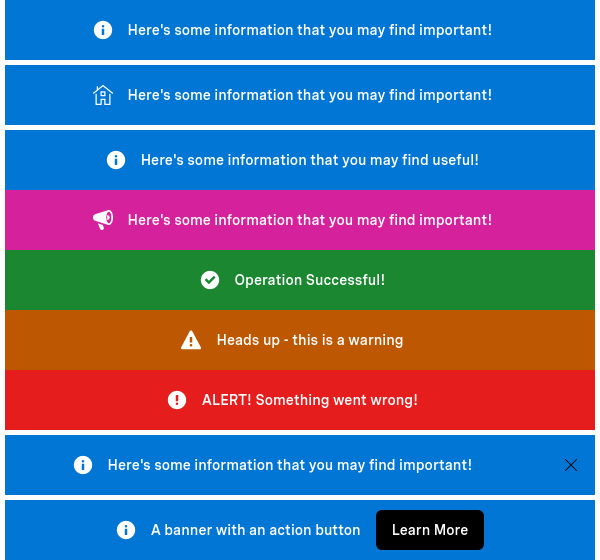 Here's some information that you may find important!
Here's some information that you may find important!
Here's some information that you may find useful!
Here's some information that you may find important!
Operation Successful!
Heads up - this is a warning
ALERT! Something went wrong!
Here's some information that you may find important!
A banner with an action button Learn More